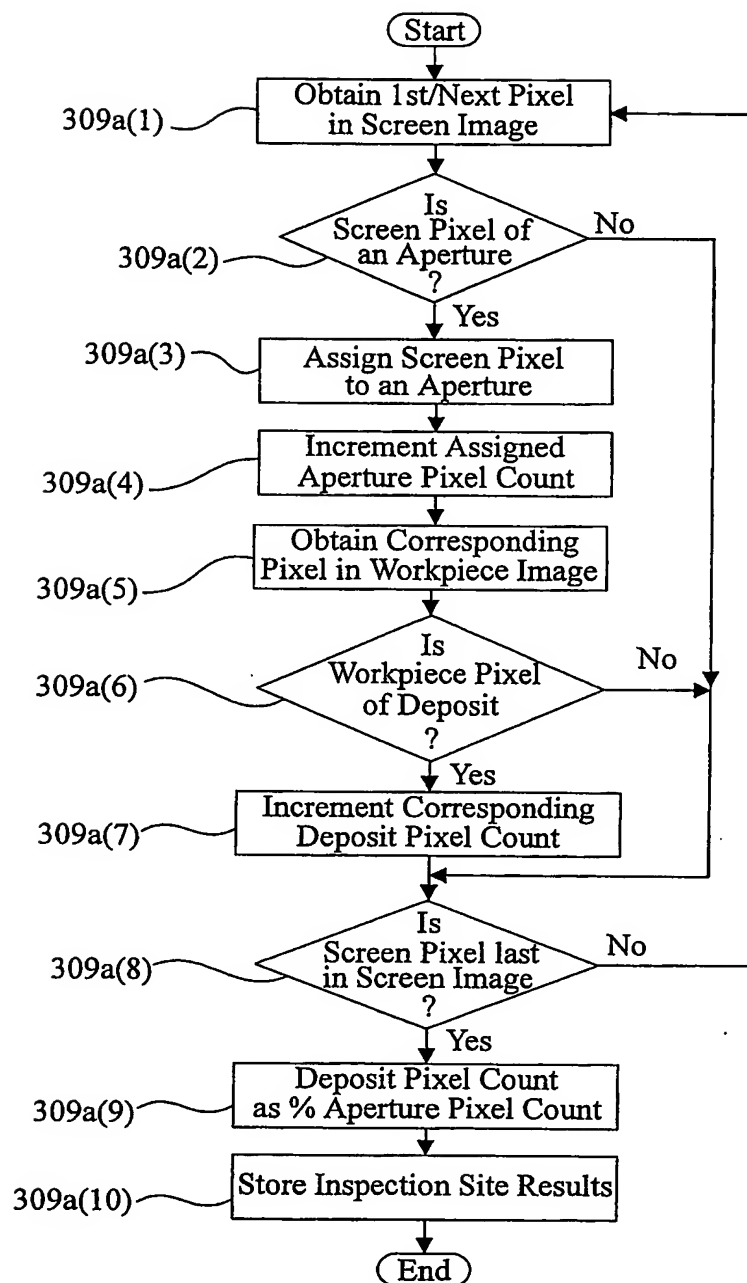 Start
Obtain 1st/Next Pixel
in Screen Image
309a(1)
Is
Screen Pixel of
an Aperture
?
No
309a(2)
Yes
309a(3)
Assign Screen Pixel
to an Aperture
Increment Assigned
Aperture Pixel Count
309a(4)
Obtain Corresponding
Pixel in Workpiece Image
309a(5)
Is
Workpiece Pixel
of Deposit
?
No
309a(6)
Yes
Increment Corresponding
Deposit Pixel Count
309a(7)
Is
Screen Pixel last
in Screen Image
?
No
309a(8)
Yes
Deposit Pixel Count
as % Aperture Pixel Count
309a(9)
Store Inspection Site Results
309a(10)
End